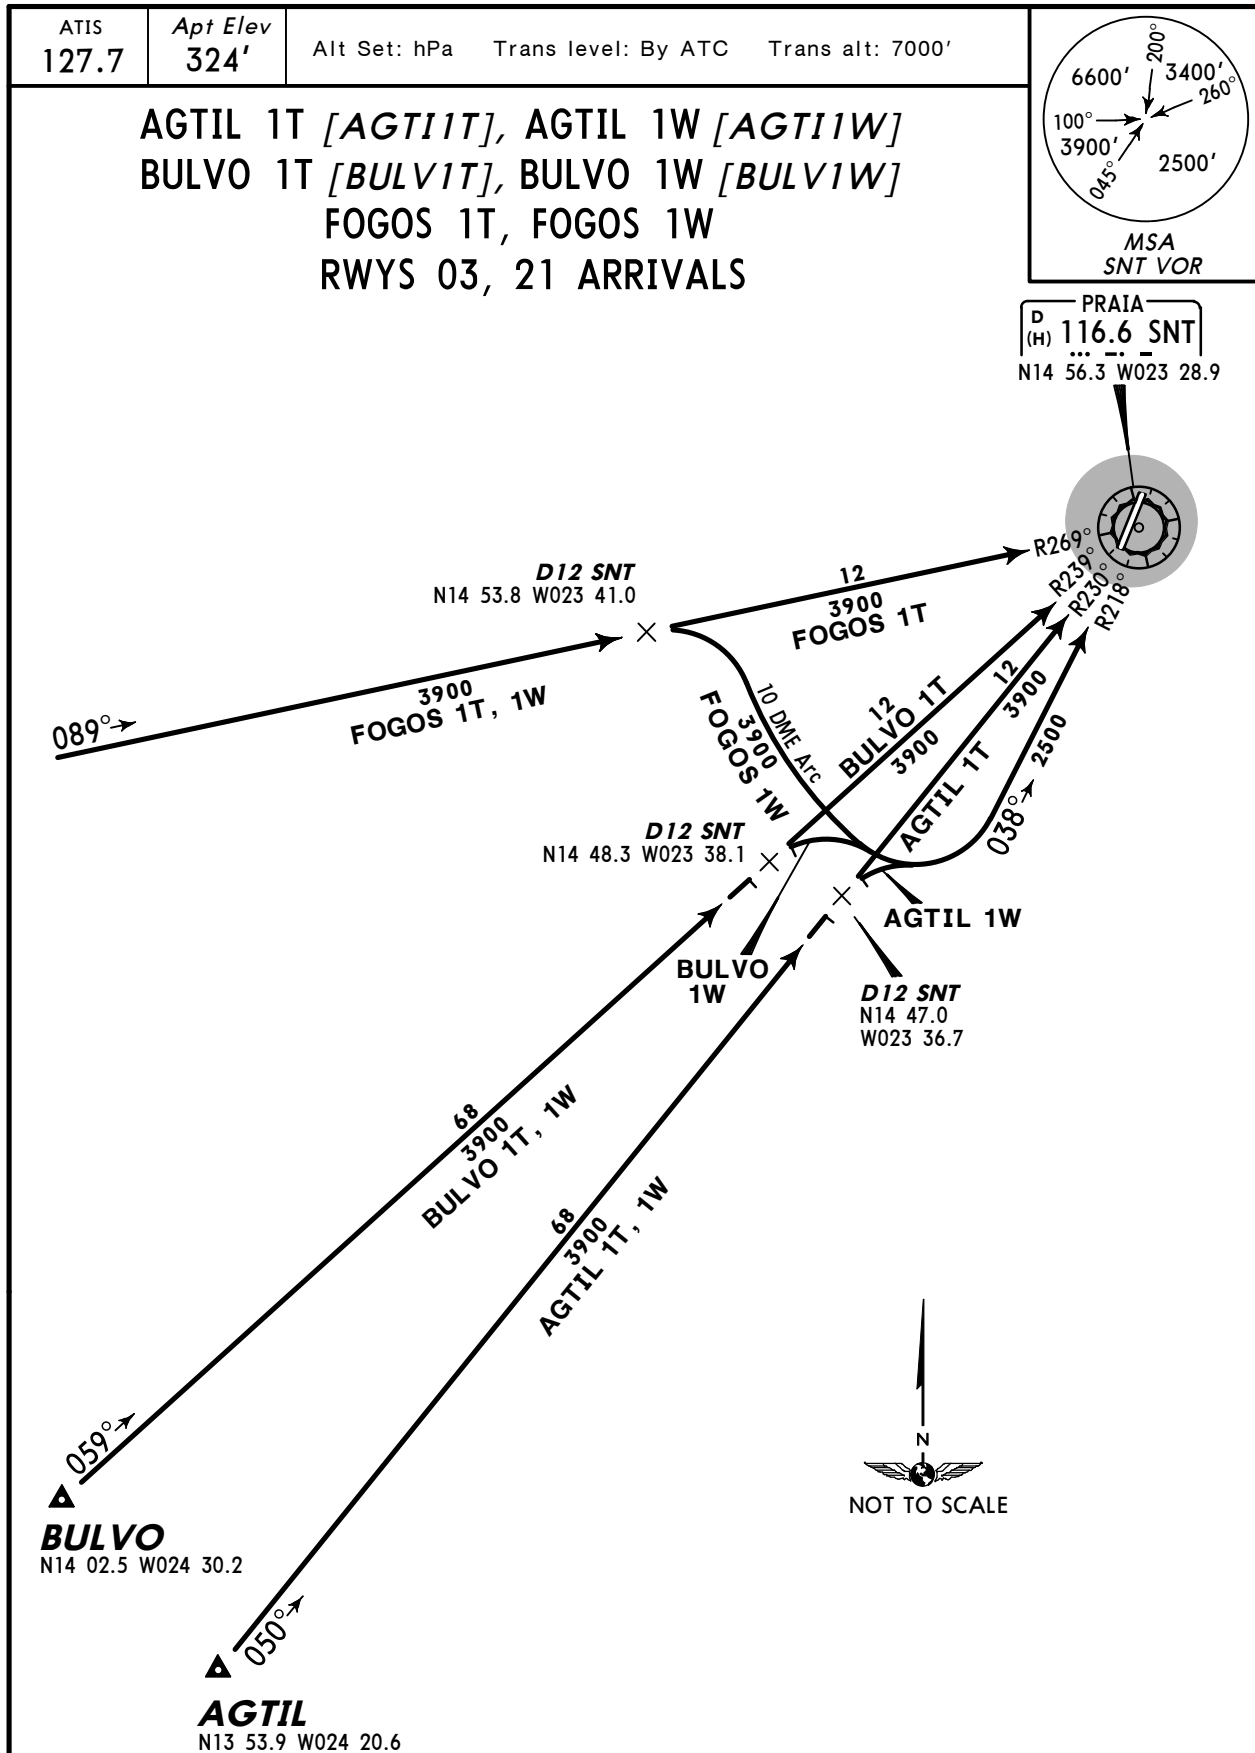 ATIS
127.7
Apt Elev
324'
Alt Set: hPa Trans level: By ATC Trans alt: 7000'
AGTIL 1T [AGTI1T], AGTIL 1W [AGTI1W]
BULVO 1T [BULV1T], BULVO 1W [BULV1W]
FOGOS 1T, FOGOS 1W
RWYS 03, 21 ARRIVALS
200°
6600'
3400'
260°
100°
3900'
2500'
045°
MSA
SNT VOR
PRAIA
D
(H) 116.6 SNT
N14 56.3 W023 28.9
R269°
R239°
R230°
R218°
D12 SNT
N14 53.8 W023 41.0
12
3900
FOGOS 1T
089°
3900
FOGOS 1T, 1W
10 DME Arc
3900
FOGOS 1W
12
BULVO 1T
3900
12
3900
AGTIL 1T
038°
2500
D12 SNT
N14 48.3 W023 38.1
AGTIL 1W
BULVO
1W
D12 SNT
N14 47.0
W023 36.7
68
3900
BULVO 1T, 1W
68
3900
AGTIL 1T, 1W
059°
BULVO
N14 02.5 W024 30.2
050°
AGTIL
N13 53.9 W024 20.6
N
NOT TO SCALE